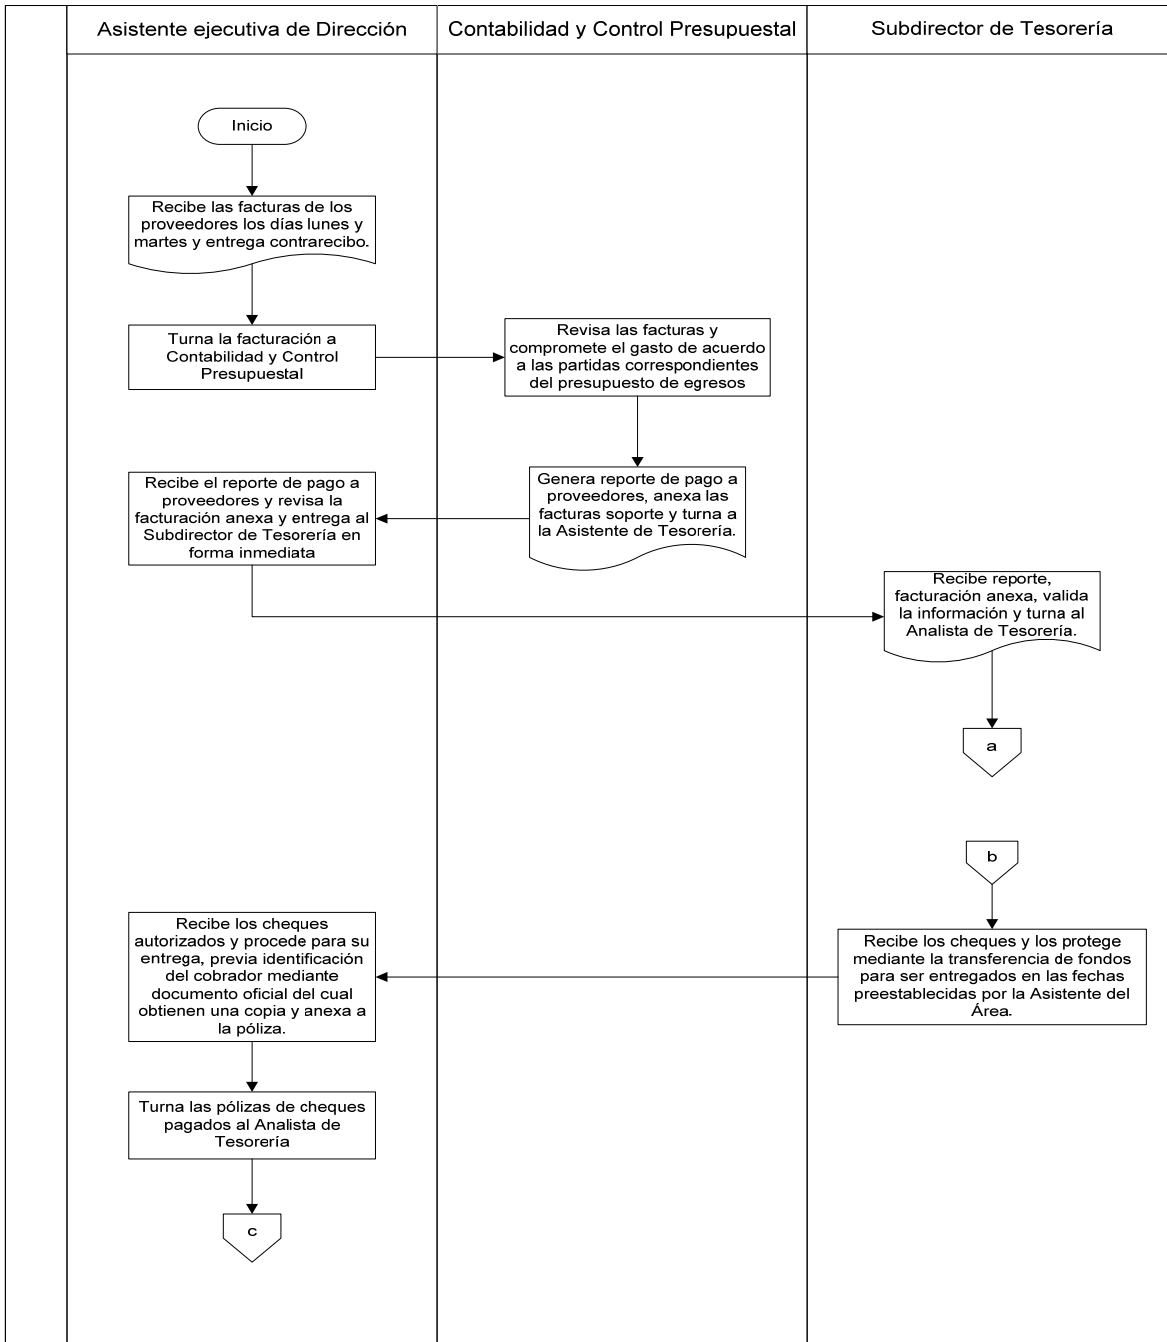 Asistente ejecutiva de Dirección
Contabilidad y Control Presupuestal
Subdirector de Tesorería
Inicio
Recibe las facturas de los
proveedores los días lunes y
martes y entrega contrarecibo.
Turna la facturación a
Contabilidad y Control
Presupuestal
Revisa las facturas y
compromete el gasto de acuerdo
a las partidas correspondientes
del presupuesto de egresos
Genera reporte de pago a
proveedores, anexa las
facturas soporte y turna a
la Asistente de Tesorería.
Recibe el reporte de pago a
proveedores y revisa la
facturación anexa y entrega al
Subdirector de Tesorería en
forma inmediata
Recibe reporte,
facturación anexa, valida
la información y turna al
Analista de Tesorería.
a
b
Recibe los cheques y los protege
mediante la transferencia de fondos
para ser entregados en las fechas
preestablecidas por la Asistente del
Área.
Recibe los cheques
autorizados y procede para su
entrega, previa identificación
del cobrador mediante
documento oficial del cual
obtienen una copia y anexa a
la póliza.
Turna las pólizas de cheques
pagados al Analista de
Tesorería
c